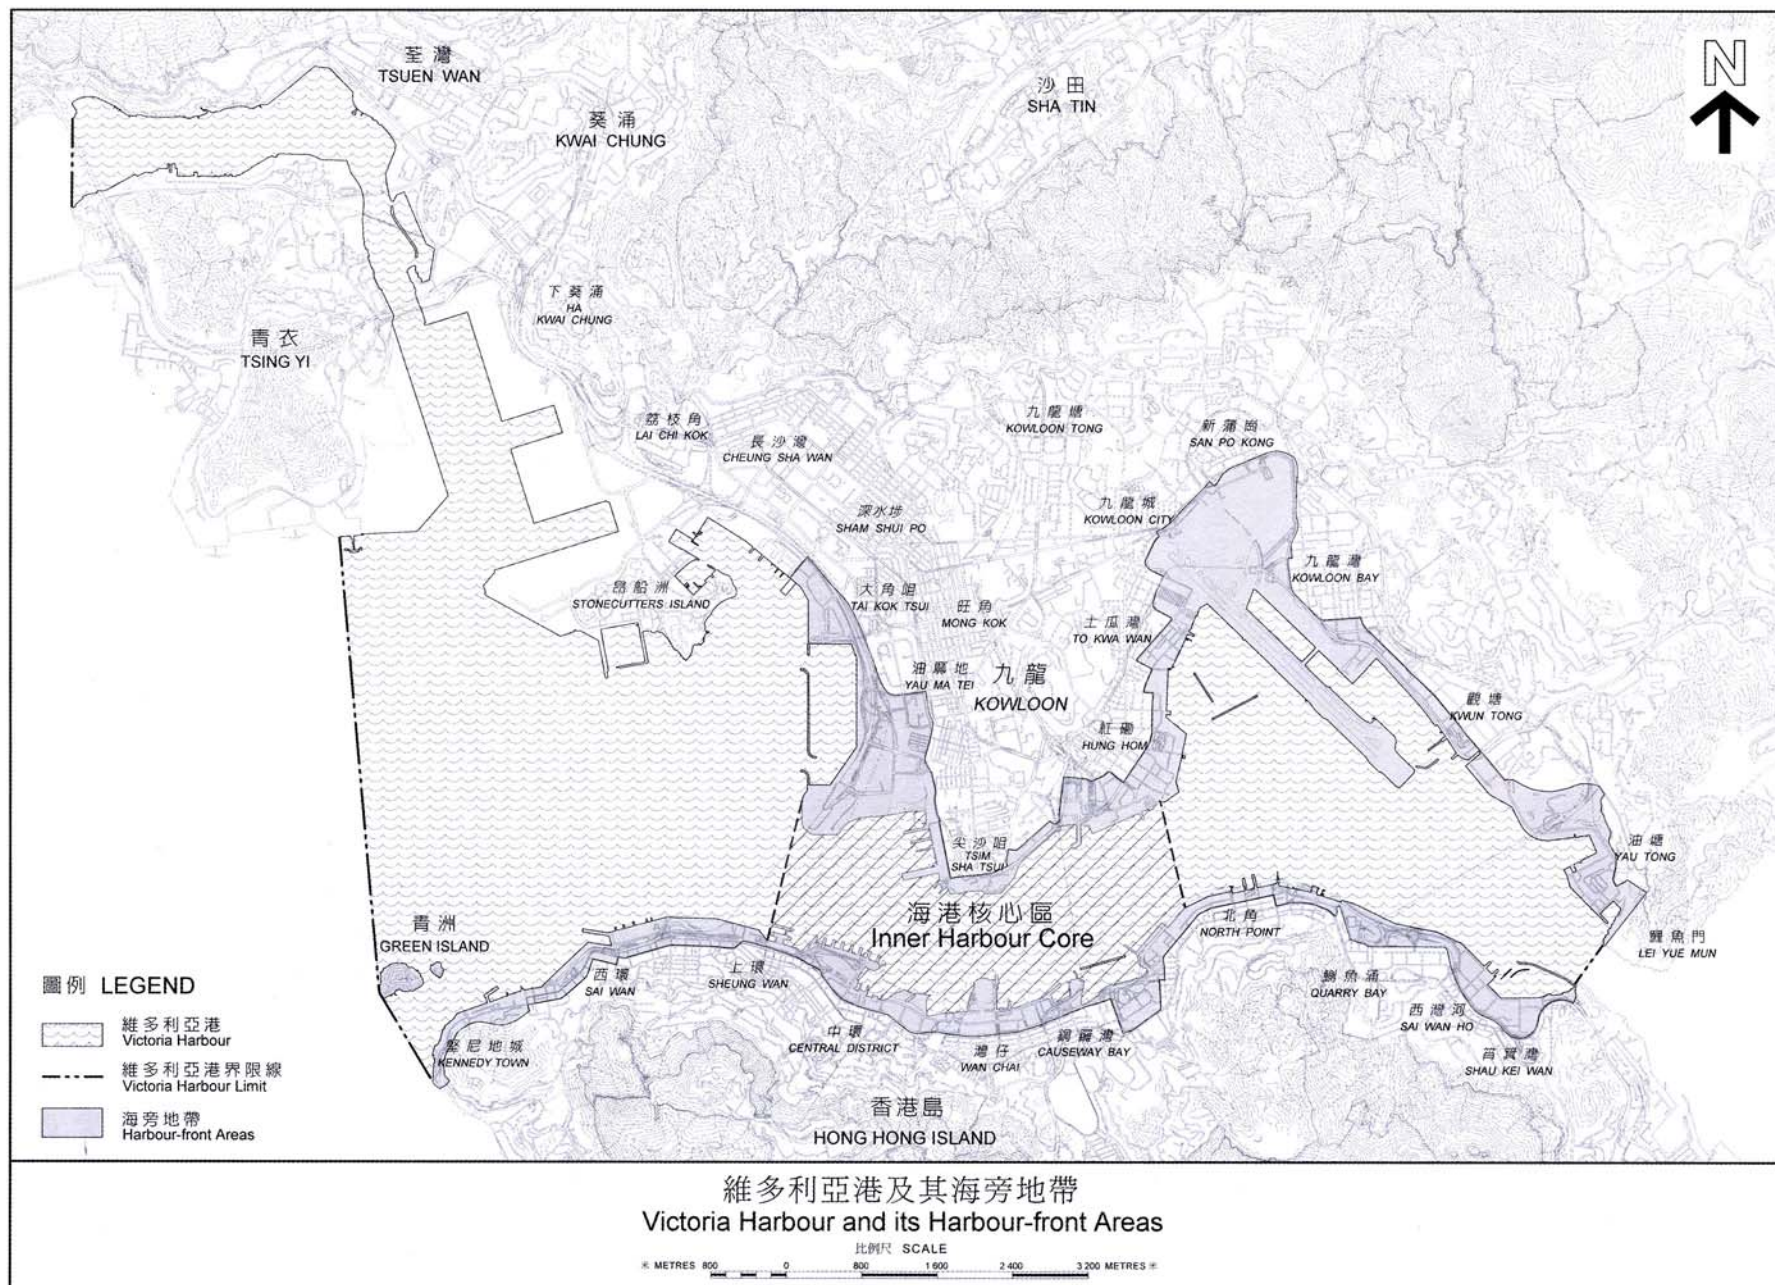 荃灣
TSUEN WAN
葵涌
KWAI CHUNG
沙田
SHA TIN
N
下葵涌
HA
KWAI CHUNG
青衣
TSING YI
荔枝角
LAI CHI KOK
長沙灣
CHEUNG SHA WAN
九龍塘
KOWLOON TONG
新蒲崗
SAN PO KONG
深水埗
SHAM SHUI PO
九龍城
KOWLOON CITY
九龍灣
KOWLOON BAY
昂船洲
STONECUTTERS ISLAND
大角咀
TAI KOK TSUI
旺角
MONG KOK
土瓜灣
TO KWA WAN
油麻地
YAU MA TEI
九龍
KOWLOON
紅磡
HUNG HOM
觀塘
KWUN TONG
尖沙咀
TSIM
SHA TSUI
油塘
YAU TONG
海港核心區
Inner Harbour Core
青洲
GREEN ISLAND
北角
NORTH POINT
鯉魚門
LEI YUE MUN
西環
SAI WAN
上環
SHEUNG WAN
鰂魚涌
QUARRY BAY
西灣河
SAI WAN HO
中環
CENTRAL DISTRICT
灣仔
WAN CHAI
銅鑼灣
CAUSEWAY BAY
筲箕灣
SHAU KEI WAN
堅尼地城
KENNEDY TOWN
香港島
HONG HONG ISLAND
圖例 LEGEND
維多利亞港
Victoria Harbour
維多利亞港界限線
Victoria Harbour Limit
海旁地帶
Harbour-front Areas
維多利亞港及其海旁地帶
Victoria Harbour and its Harbour-front Areas
比例尺 SCALE
米 METRES 800 0 800 1 600 2 400 3 200 METRES 米